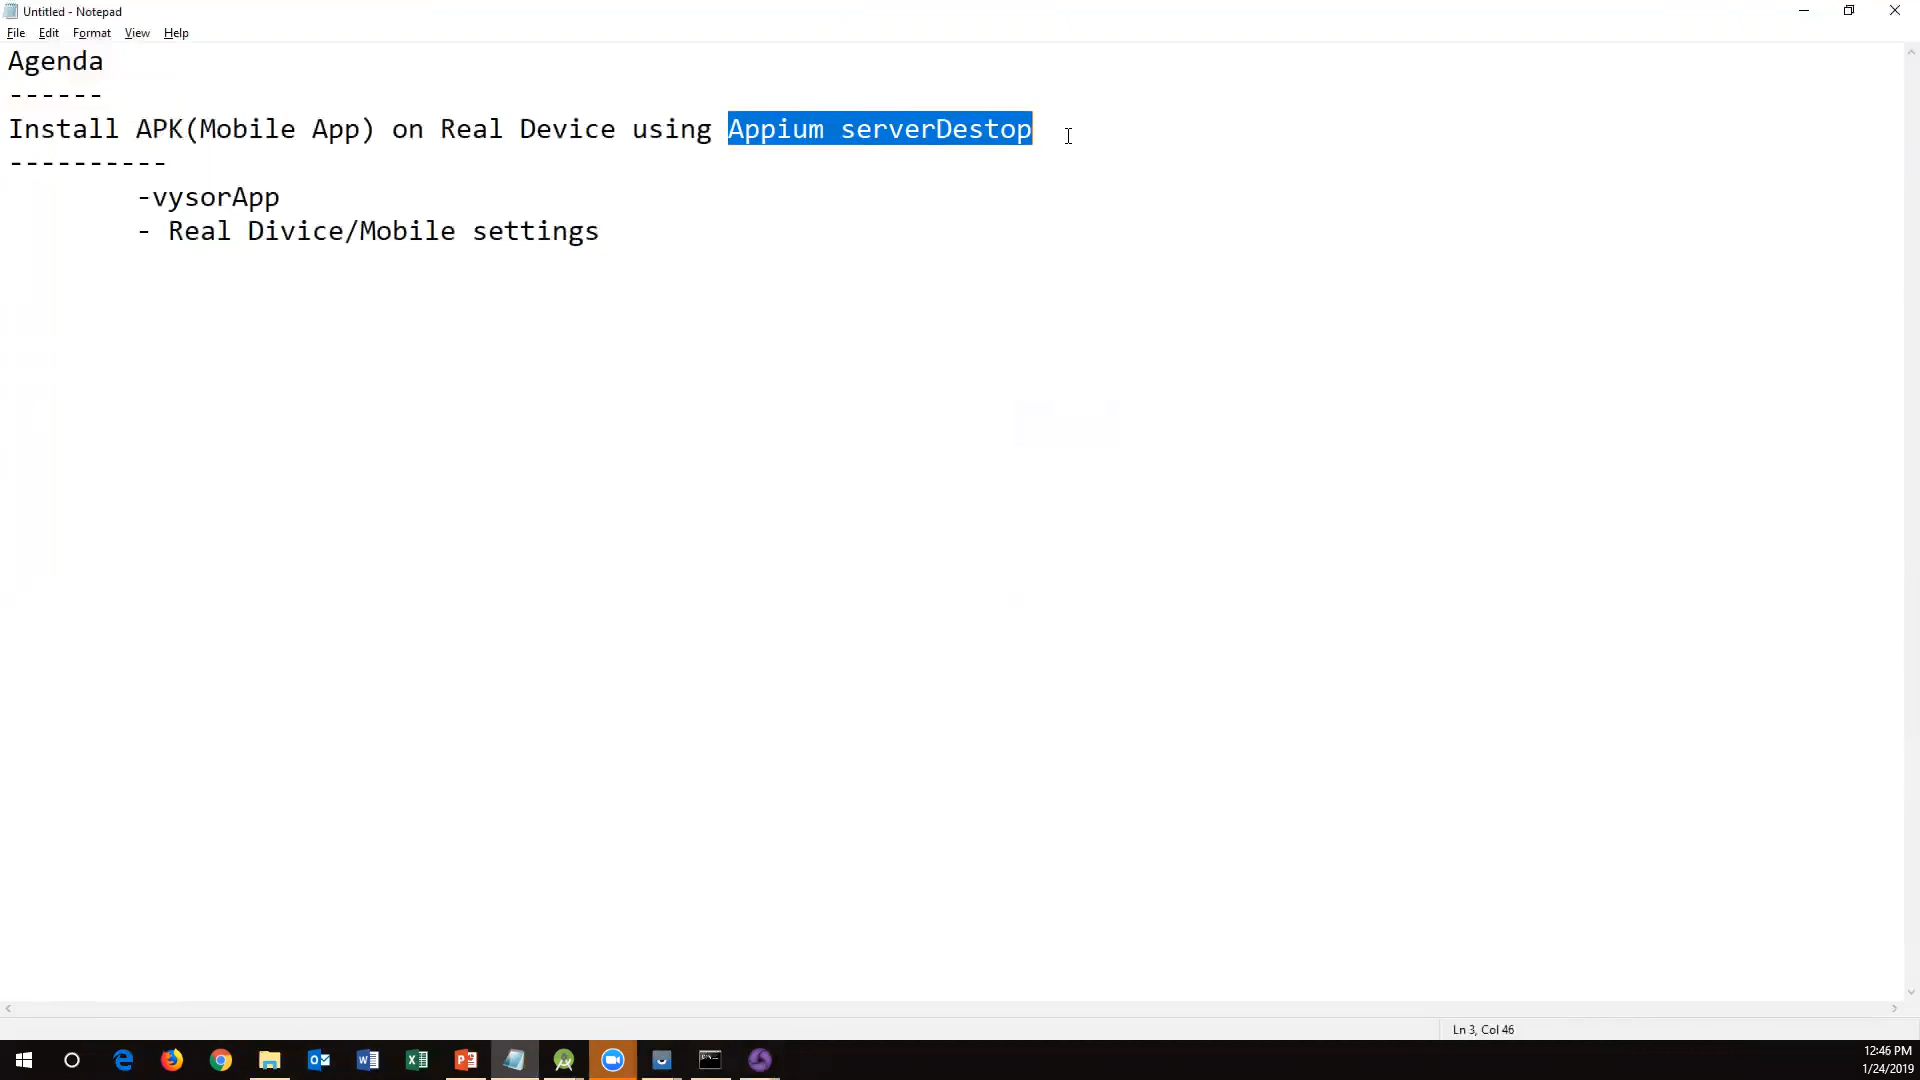 Untitled - Notepad
File Edit Format View Help
Agenda
------
Install APK(Mobile App) on Real Device using Appium serverDestop
----------
-vysorApp
- Real Divice/Mobile settings
Ln 3, Col 46
12:46 PM
1/24/2019